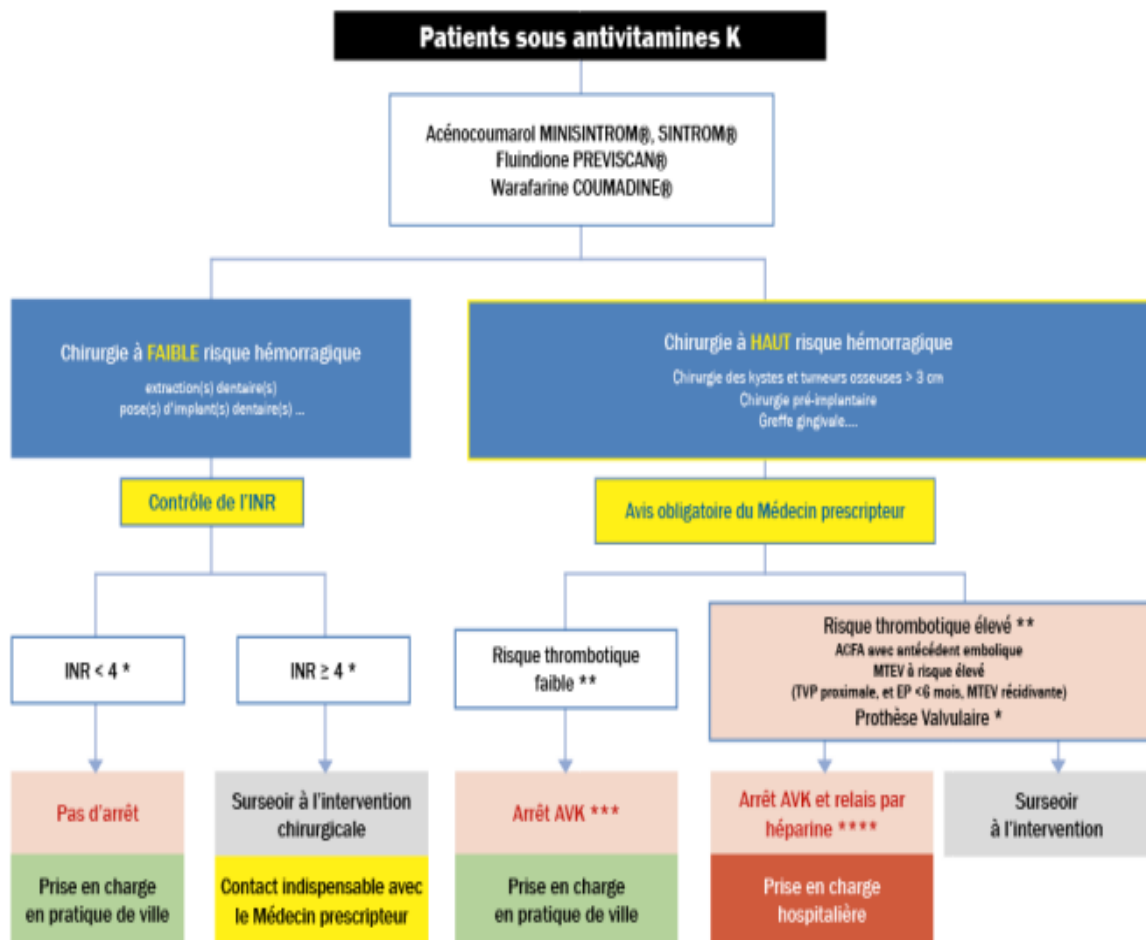 Patients sous antivitamines K
Acénocoumarol MINISINTROM®, SINTROM®
Fluindione PREVISCAN®
Warafarine COUMADINE®
Chirurgie à FAIBLE risque hémorragique
extraction(s) dentaire(s)
pose(s) d'implant(s) dentaire(s) ...
Chirurgie à HAUT risque hémorragique
Chirurgie des kystes et tumeurs osseuses > 3 cm
Chirurgie pré-implantaire
Greffe gingivale....
Contrôle de l'INR
Avis obligatoire du Médecin prescripteur
INR < 4 *
INR ≥ 4 *
Risque thrombotique
faible **
Risque thrombotique élevé **
ACFA avec antécédent embolique
MTEV à risque élevé
(TVP proximale, et EP <6 mois, MTEV récidivante)
Prothèse Valvulaire *
Pas d'arrêt
Surseoir à l'intervention
chirurgicale
Arrêt AVK ***
Arrêt AVK et relais par
héparine ****
Surseoir
à l'intervention
Prise en charge
en pratique de ville
Contact indispensable avec
le Médecin prescripteur
Prise en charge
en pratique de ville
Prise en charge
hospitalière